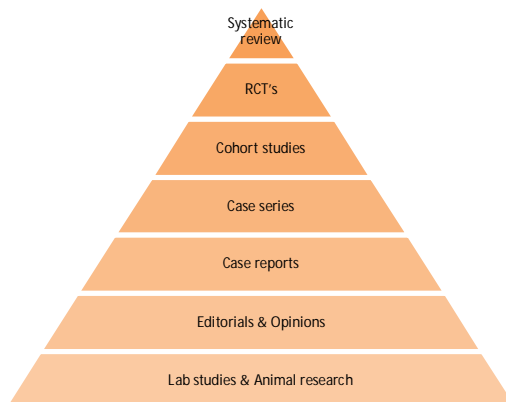 Systematic
review
RCT's
Cohort studies
Case series
Case reports
Editorials & Opinions
Lab studies & Animal research